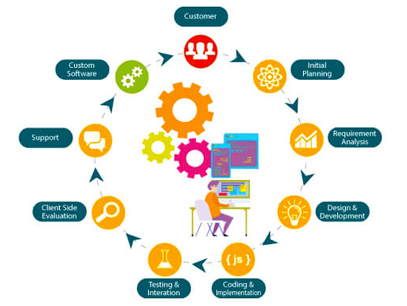 Customer
Initial
Planning
Requirement
Analysis
Design &
Development
Coding &
Implementation
{ js }
Testing &
Interation
Client Side
Evaluation
Support
Custom
Software